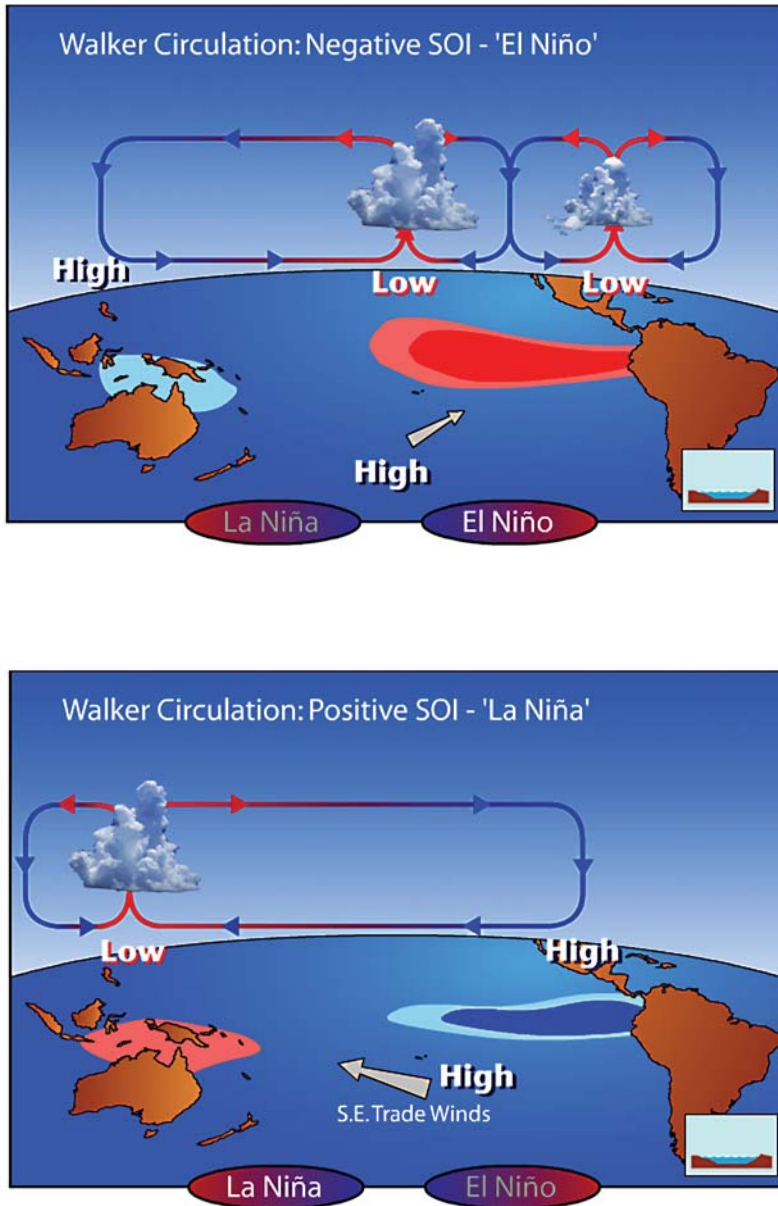 Walker Circulation: Negative SOI - 'El Niño'
High
Low
Low
High
La Niña
El Niño
Walker Circulation: Positive SOI - 'La Niña'
Low
High
High
S.E. Trade Winds
La Niña
El Niño